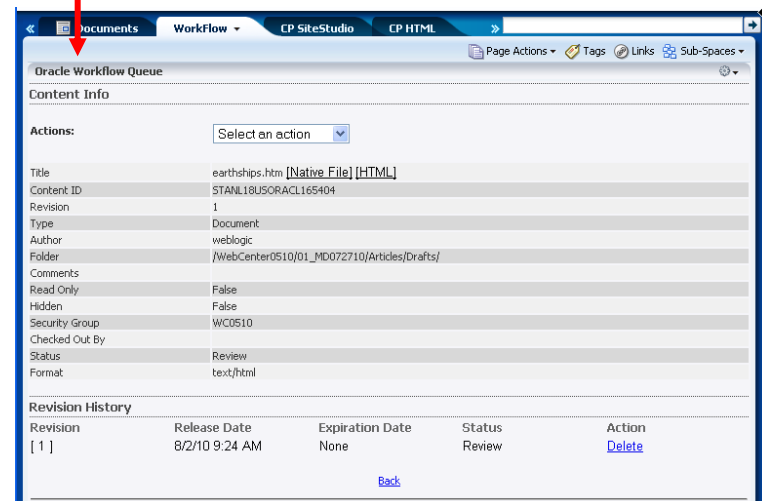 « Documents WorkFlow CP SiteStudio CP HTML »
Page Actions Tags Links Sub-Spaces
Oracle Workflow Queue
Content Info
Actions: Select an action
Title earthships.htm [Native File] [HTML]
Content ID STANL18USORACL165404
Revision 1
Type Document
Author weblogic
Folder /WebCenter0510/01_MD072710/Articles/Drafts/
Comments
Read Only False
Hidden False
Security Group WC0510
Checked Out By
Status Review
Format text/html
Revision History
Revision Release Date Expiration Date Status Action
[ 1 ] 8/2/10 9:24 AM None Review Delete
Back